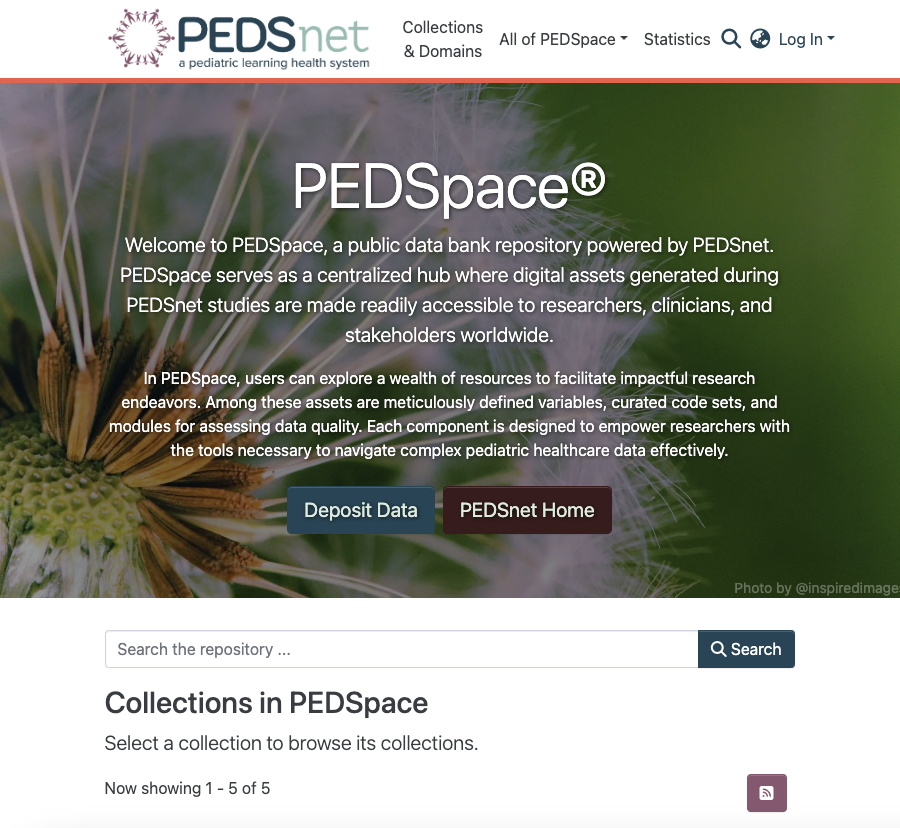 PEDSnet
a pediatric learning health system
Collections
& Domains
All of PEDSpace
Statistics
Log In
PEDSpace®
Welcome to PEDSpace, a public data bank repository powered by PEDSnet.
PEDSpace serves as a centralized hub where digital assets generated during
PEDSnet studies are made readily accessible to researchers, clinicians, and
stakeholders worldwide.
In PEDSpace, users can explore a wealth of resources to facilitate impactful research
endeavors. Among these assets are meticulously defined variables, curated code sets, and
modules for assessing data quality. Each component is designed to empower researchers with
the tools necessary to navigate complex pediatric healthcare data effectively.
Deposit Data
PEDSnet Home
Photo by @inspiredimage
Search the repository ...
Search
Collections in PEDSpace
Select a collection to browse its collections.
Now showing 1 - 5 of 5